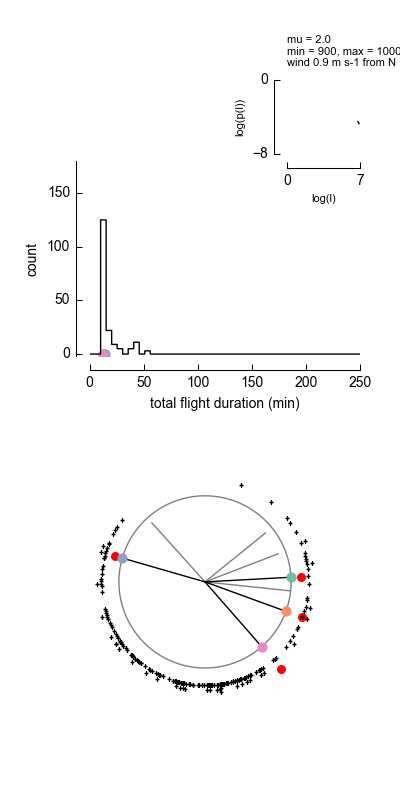 mu = 2.0
min = 900, max = 1000
wind 0.9 m s-1 from N
0
log(p(l))
−8
0 7
log(l)
150
count
100
50
0
0 50 100 150 200 250
total flight duration (min)